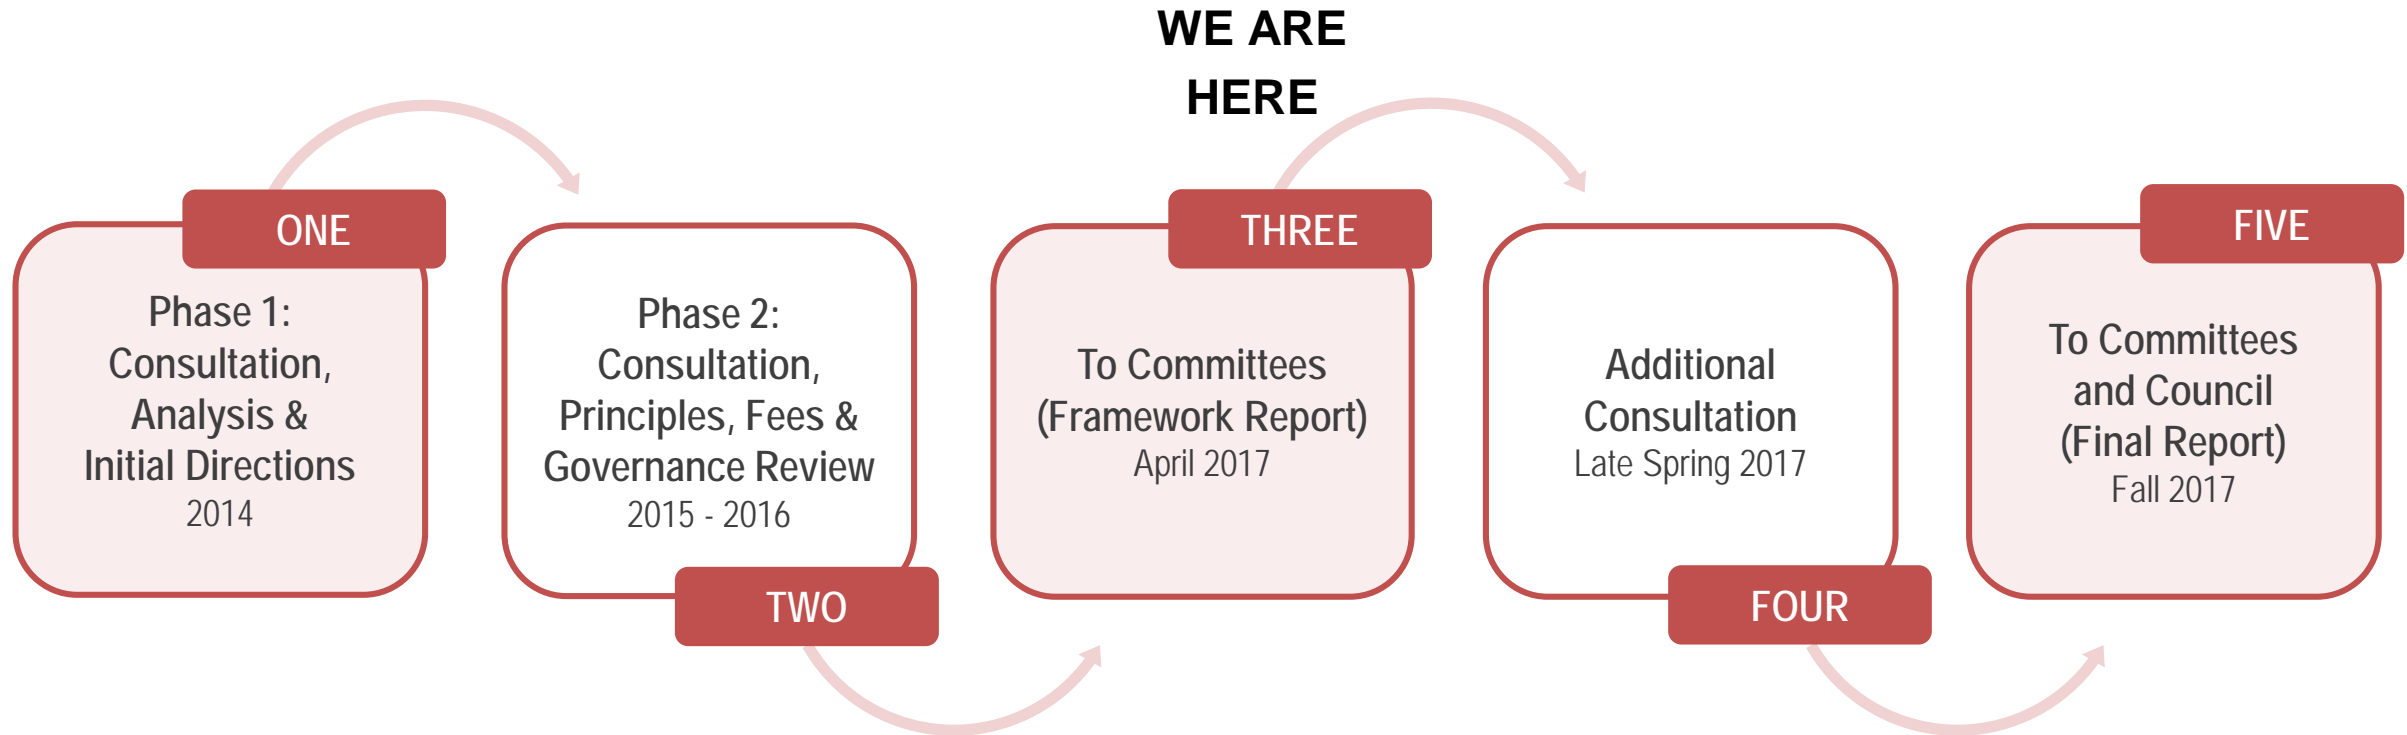 WE ARE
HERE
ONE
Phase 1:
Consultation,
Analysis &
Initial Directions
2014
Phase 2:
Consultation,
Principles, Fees &
Governance Review
2015 - 2016
TWO
THREE
To Committees
(Framework Report)
April 2017
Additional
Consultation
Late Spring 2017
FOUR
FIVE
To Committees
and Council
(Final Report)
Fall 2017